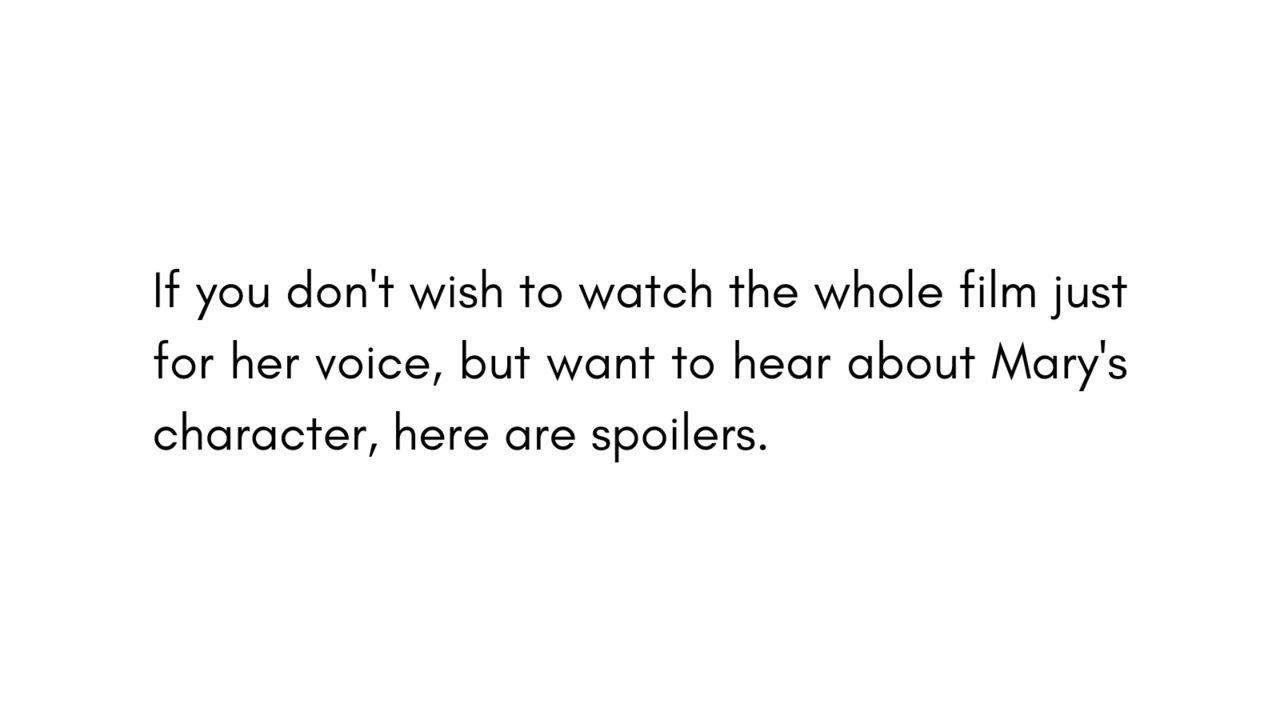 If you don't wish to watch the whole film just
for her voice, but want to hear about Mary's
character, here are spoilers.